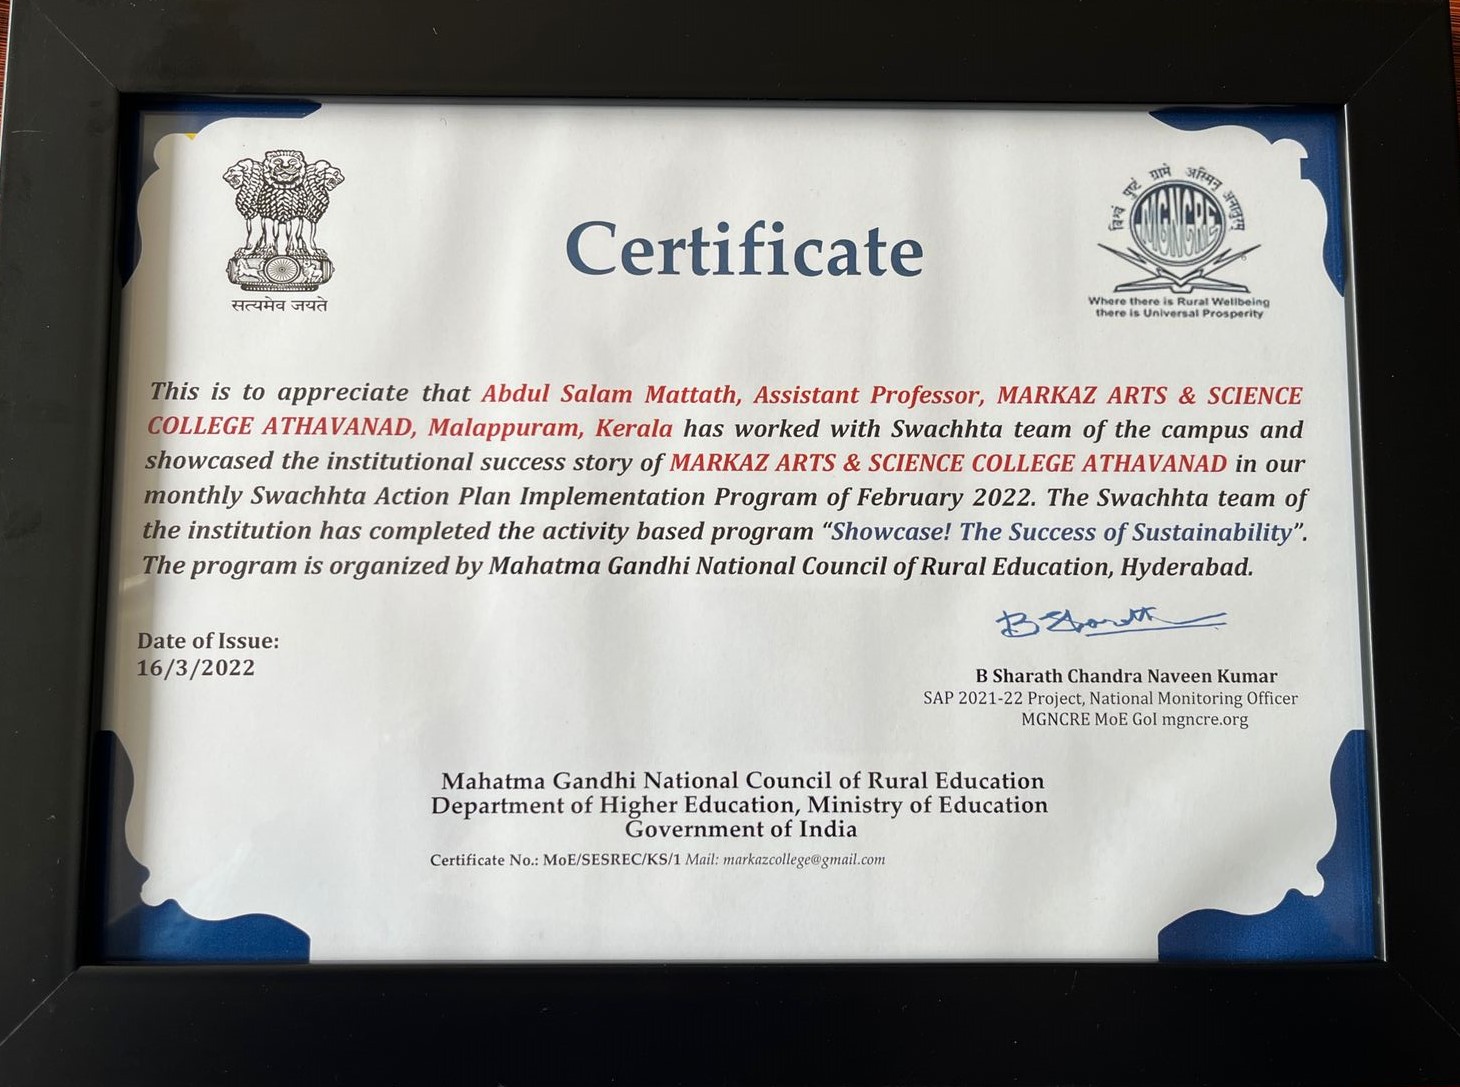 सत्यमेव जयते
Certificate
विश्वं पुष्टं ग्रामे अस्मिन् अनातुरम्
MGNCRE
Where there is Rural Wellbeing
there is Universal Prosperity
This is to appreciate that Abdul Salam Mattath, Assistant Professor, MARKAZ ARTS & SCIENCE
COLLEGE ATHAVANAD, Malappuram, Kerala has worked with Swachhta team of the campus and
showcased the institutional success story of MARKAZ ARTS & SCIENCE COLLEGE ATHAVANAD in our
monthly Swachhta Action Plan Implementation Program of February 2022. The Swachhta team of
the institution has completed the activity based program “Showcase! The Success of Sustainability”.
The program is organized by Mahatma Gandhi National Council of Rural Education, Hyderabad.
Date of Issue:
16/3/2022
B Sharath
B Sharath Chandra Naveen Kumar
SAP 2021-22 Project, National Monitoring Officer
MGNCRE MoE GoI mgncre.org
Mahatma Gandhi National Council of Rural Education
Department of Higher Education, Ministry of Education
Government of India
Certificate No.: MoE/SESREC/KS/1 Mail: markazcollege@gmail.com